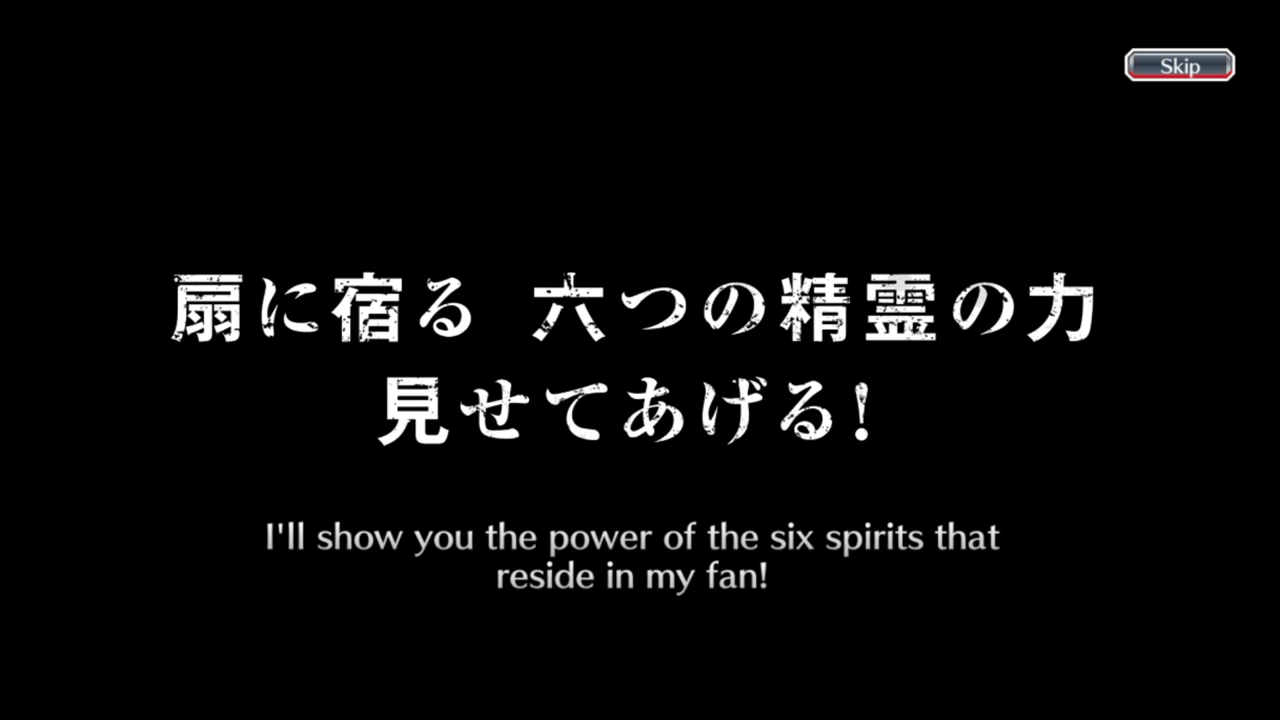 Skip
扇に宿る 六つの精霊の力
見せてあげる!
I'll show you the power of the six spirits that
reside in my fan!